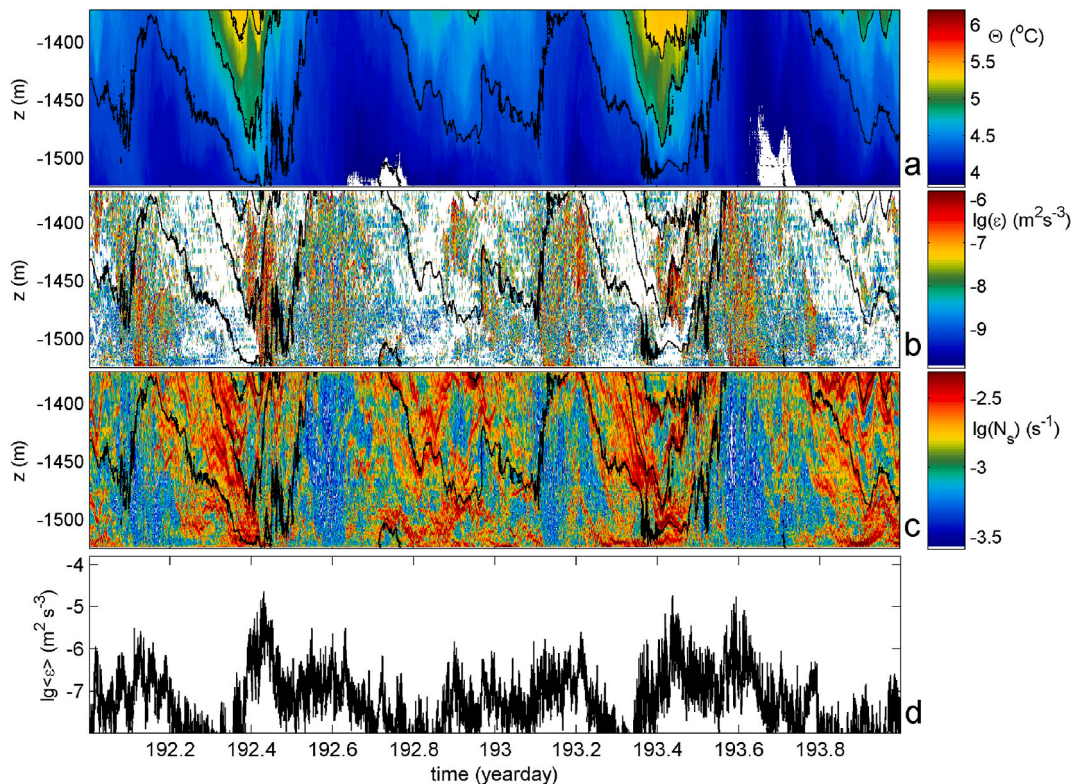 -1400
-1450
-1500
z (m)
a
6
5.5
5
4.5
4
Θ (°C)
-1400
-1450
-1500
z (m)
b
-6
-7
-8
-9
lg(ε) (m²s⁻³)
-1400
-1450
-1500
z (m)
c
-2.5
-3
-3.5
lg(Nₛ) (s⁻¹)
-4
-5
-6
-7
lg<ε> (m² s⁻³)
d
192.2 192.4 192.6 192.8 193 193.2 193.4 193.6 193.8
time (yearday)